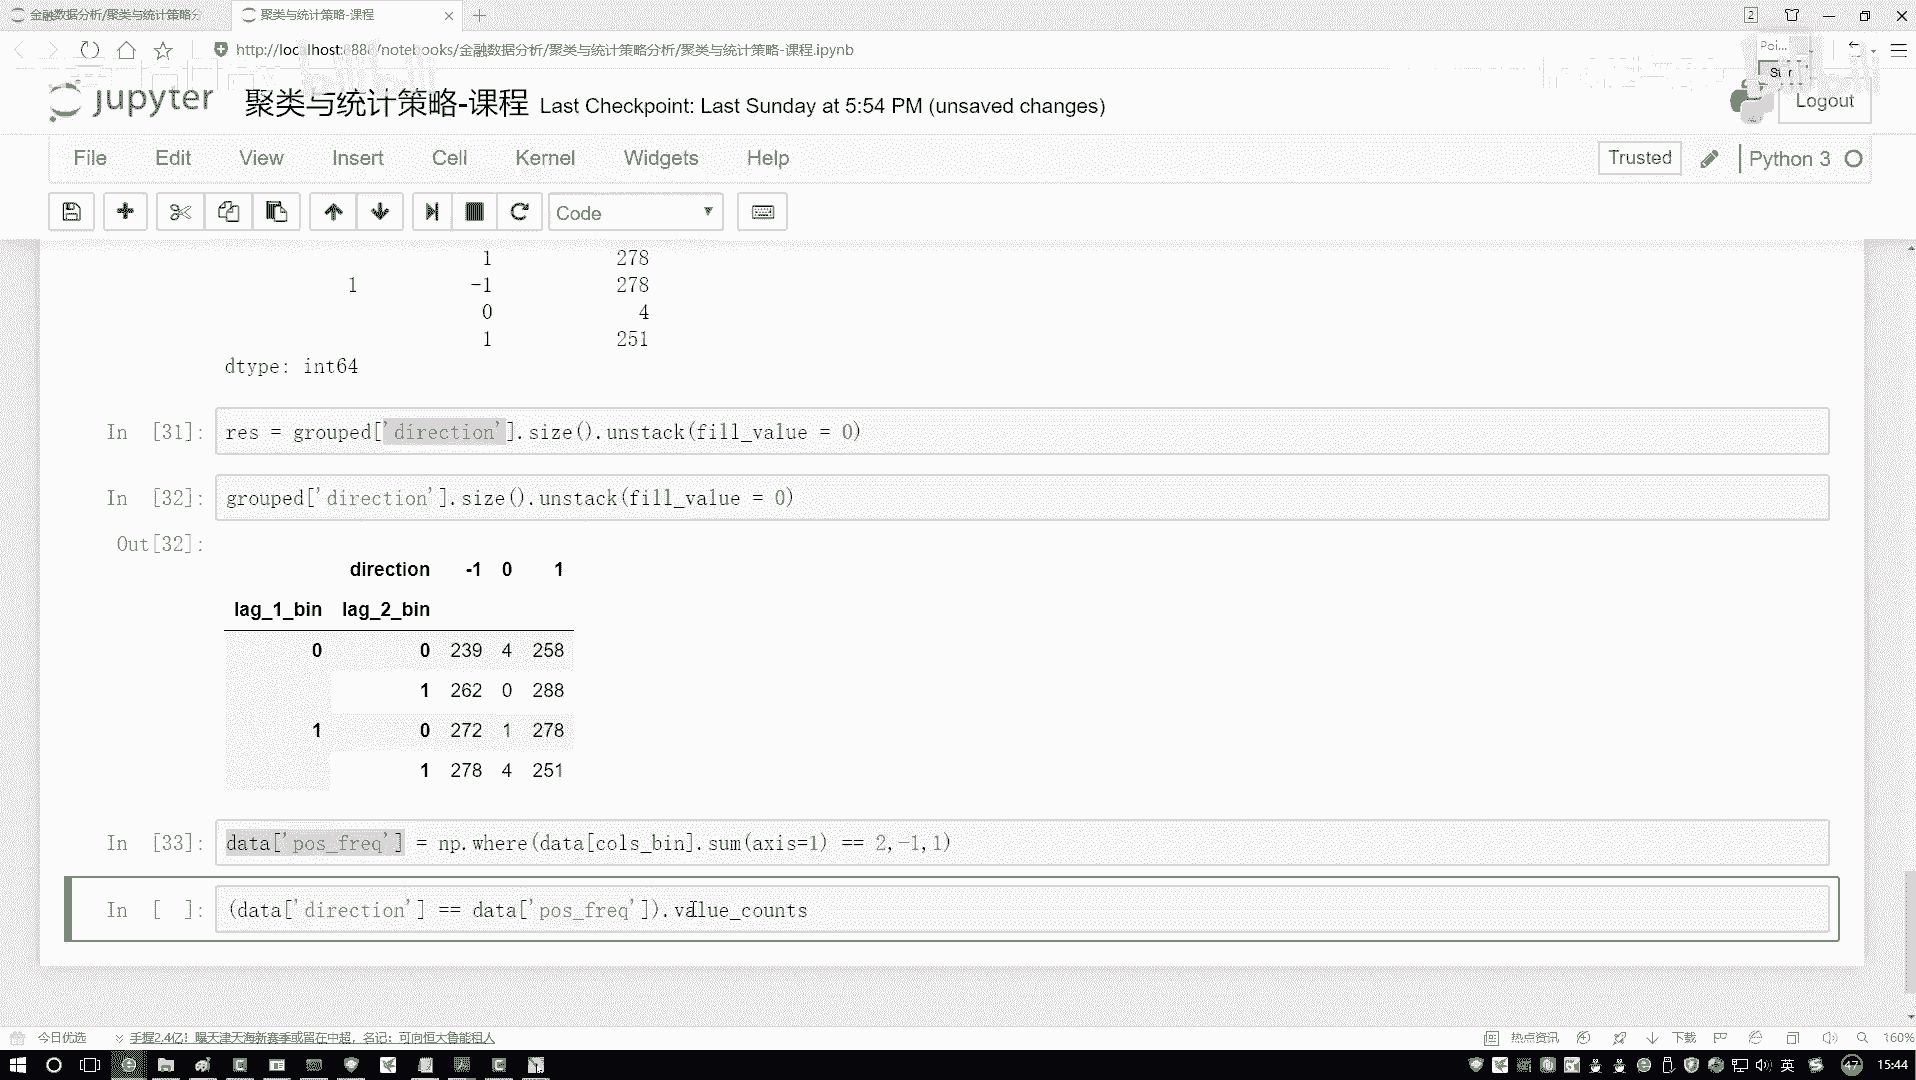 金融数据分析/聚类与统计策略分
聚类与统计策略-课程
2
http://localhost:8888/notebooks/金融数据分析/聚类与统计策略分析/聚类与统计策略-课程.ipynb
Poi...
jupyter 聚类与统计策略-课程 Last Checkpoint: Last Sunday at 5:54 PM (unsaved changes)
Logout
File Edit View Insert Cell Kernel Widgets Help
Trusted Python 3
Code
1 278
1 -1 278
0 4
1 251
dtype: int64
In [31]: res = grouped['direction'].size().unstack(fill_value = 0)
In [32]: grouped['direction'].size().unstack(fill_value = 0)
Out[32]:
direction -1 0 1
lag_1_bin lag_2_bin
0 0 239 4 258
1 262 0 288
1 0 272 1 278
1 278 4 251
In [33]: data['pos_freq'] = np.where(data[cols_bin].sum(axis=1) == 2,-1,1)
In [ ]: (data['direction'] == data['pos_freq']).value_counts
今日优选 手握2.4亿！曝天津天海新赛季或留在中超，名记：可向恒大鲁能租人
热点资讯 下载 160%
英 47 15:44